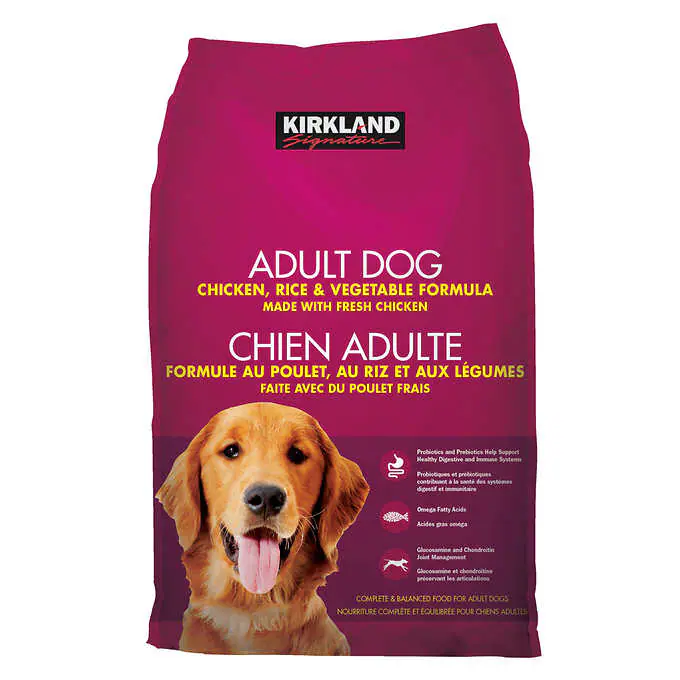 KIRKLAND
Signature
ADULT DOG
CHICKEN, RICE & VEGETABLE FORMULA
MADE WITH FRESH CHICKEN
CHIEN ADULTE
FORMULE AU POULET, AU RIZ ET AUX LÉGUMES
FAITE AVEC DU POULET FRAIS
Probiotics and Prebiotics Help Support
Healthy Digestive and Immune Systems
Probiotiques et prébiotiques
contribuant à la santé des systèmes
digestif et immunitaire
Omega Fatty Acids
Acides gras oméga
Glucosamine and Chondroitin
Joint Management
Glucosamine et chondroïtine
préservant les articulations
COMPLETE & BALANCED FOOD FOR ADULT DOGS
NOURRITURE COMPLÈTE ET ÉQUILIBRÉE POUR CHIENS ADULTES